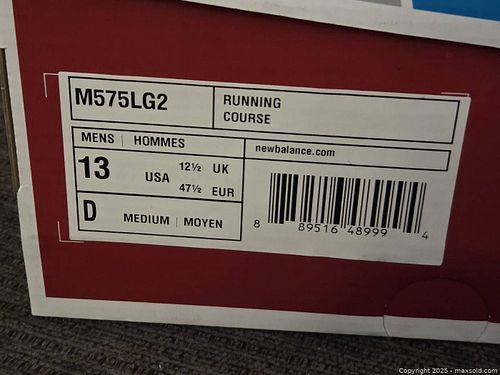 M575LG2
RUNNING
COURSE
MENS | HOMMES
newbalance.com
13 USA 12½ UK
47½ EUR
D MEDIUM | MOYEN
8 89516 48999 4
Copyright 2025 - maxsold.com